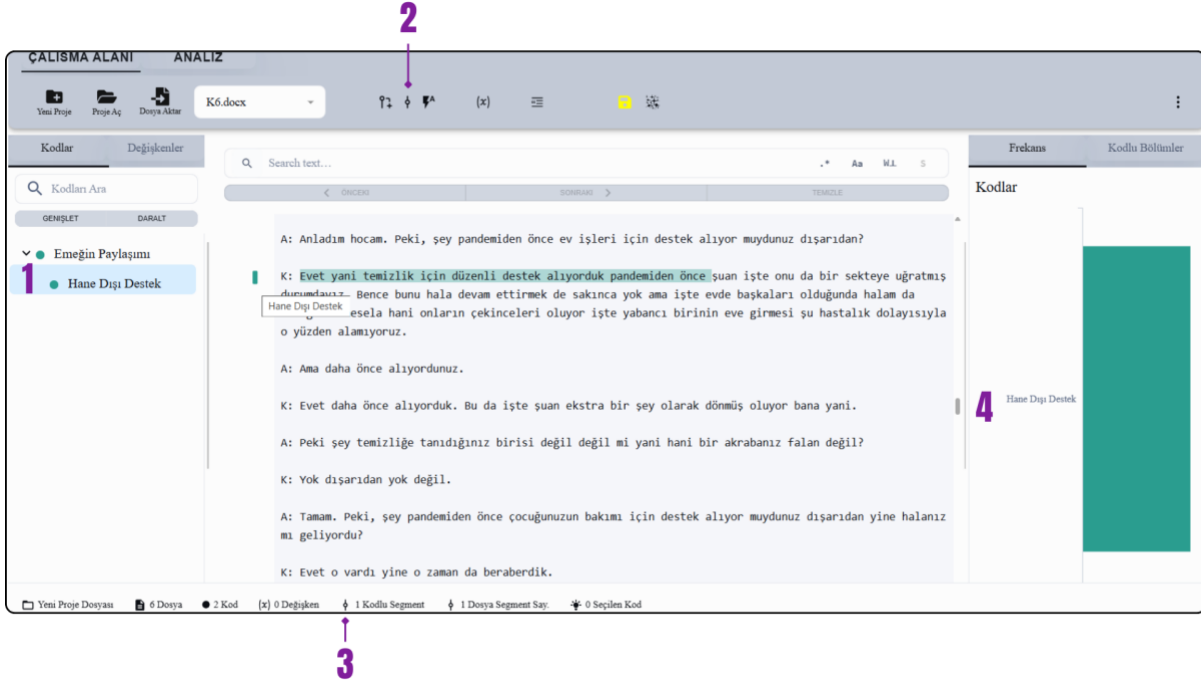 2
ÇALIŞMA ALANI ANALİZ
Yeni Proje Proje Aç Dosya Aktar K6.docx (x)
Kodlar Değişkenler
Search text... .* Aa W.L S
Frekans Kodlu Bölümler
Kodları Ara
ÖNCEKİ SONRAKİ TEMİZLE
Kodlar
GENİŞLET DARALT
Emeğin Paylaşımı
1
Hane Dışı Destek
A: Anladım hocam. Peki, şey pandemiden önce ev işleri için destek alıyor muydunuz dışarıdan?
K: Evet yani temizlik için düzenli destek alıyorduk pandemiden önce şuan işte onu da bir sekteye uğratmış
durumdayız. Bence bunu hala devam ettirmek de sakınca yok ama işte evde başkaları olduğunda halam da
Hane Dışı Destek
esela hani onların çekinceleri oluyor işte yabancı birinin eve girmesi şu hastalık dolayısıyla
o yüzden alamıyoruz.
A: Ama daha önce alıyordunuz.
K: Evet daha önce alıyorduk. Bu da işte şuan ekstra bir şey olarak dönmüş oluyor bana yani.
A: Peki şey temizliğe tanıdığınız birisi değil değil mi yani hani bir akrabanız falan değil?
K: Yok dışarıdan yok değil.
A: Tamam. Peki, şey pandemiden önce çocuğunuzun bakımı için destek alıyor muydunuz dışarıdan yine halanız
mı geliyordu?
K: Evet o vardı yine o zaman da beraberdik.
4
Hane Dışı Destek
Yeni Proje Dosyası 6 Dosya 2 Kod (x) 0 Değişken 1 Kodlu Segment 1 Dosya Segment Say. 0 Seçilen Kod
3